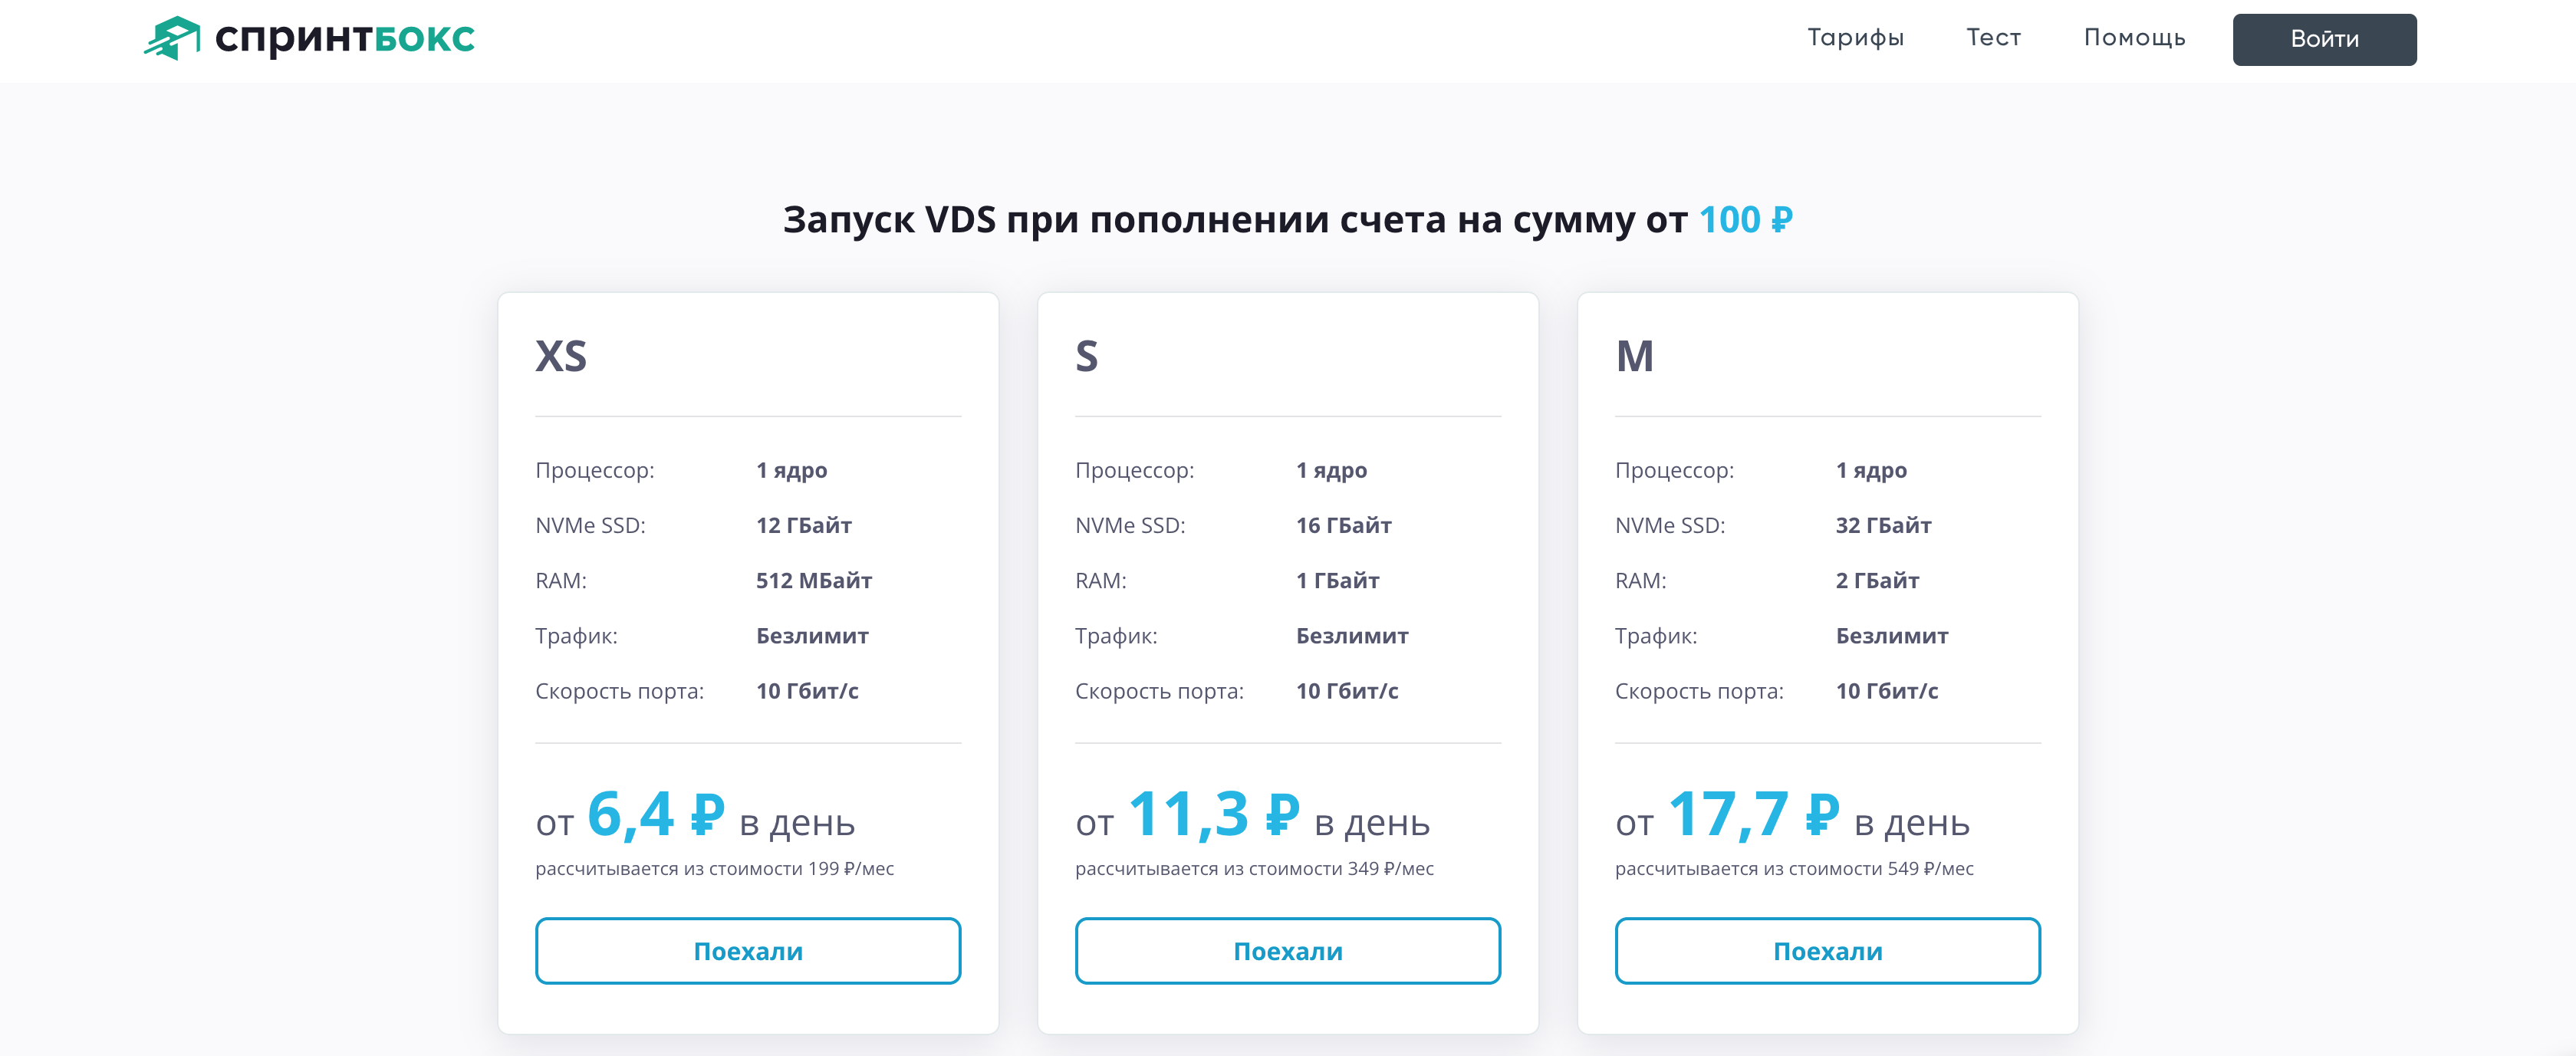 спринтбокс
Тарифы
Тест
Помощь
Войти
Запуск VDS при пополнении счета на сумму от 100 ₽
XS
Процессор: 1 ядро
NVMe SSD: 12 ГБайт
RAM: 512 МБайт
Трафик: Безлимит
Скорость порта: 10 Гбит/с
от 6,4 ₽ в день
рассчитывается из стоимости 199 ₽/мес
Поехали
S
Процессор: 1 ядро
NVMe SSD: 16 ГБайт
RAM: 1 ГБайт
Трафик: Безлимит
Скорость порта: 10 Гбит/с
от 11,3 ₽ в день
рассчитывается из стоимости 349 ₽/мес
Поехали
M
Процессор: 1 ядро
NVMe SSD: 32 ГБайт
RAM: 2 ГБайт
Трафик: Безлимит
Скорость порта: 10 Гбит/с
от 17,7 ₽ в день
рассчитывается из стоимости 549 ₽/мес
Поехали